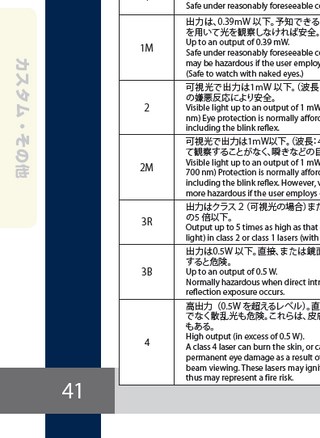 Safe under reasonably foreseeable co
カスタム・その他
1M
出力は、0.39mW 以下。予知できる
を用いて光を観察しなければ安全。
Up to an output of 0.39 mW.
Safe under reasonably foreseeable co
may be hazardous if the user employ
(Safe to watch with naked eyes.)
2
可視光で出力は1mW以下。（波長
の嫌悪反応により安全。
Visible light up to an output of 1 mW
nm) Eye protection is normally afford
including the blink reflex.
2M
可視光で出力は1mW以下。（波長：4
て観察することがなく、瞬きなどの目
Visible light up to an output of 1 mW
700 nm) Protection is normally afford
including the blink reflex. However, v
more hazardous if the user employs
3R
出力はクラス 2（可視光の場合）また
の5 倍以下。
Output up to 5 times as high as that
light) in class 2 or class 1 lasers (with
3B
出力は0.5W 以下。直接、または鏡面
すると危険。
Up to an output of 0.5 W.
Normally hazardous when direct intr
reflection exposure occurs.
4
高出力（0.5W を超えるレベル）。直
でなく散乱光も危険。これらは、皮膚
もある。
High output (in excess of 0.5 W).
A class 4 laser can burn the skin, or ca
permanent eye damage as a result o
beam viewing. These lasers may ignit
thus may represent a fire risk.
41